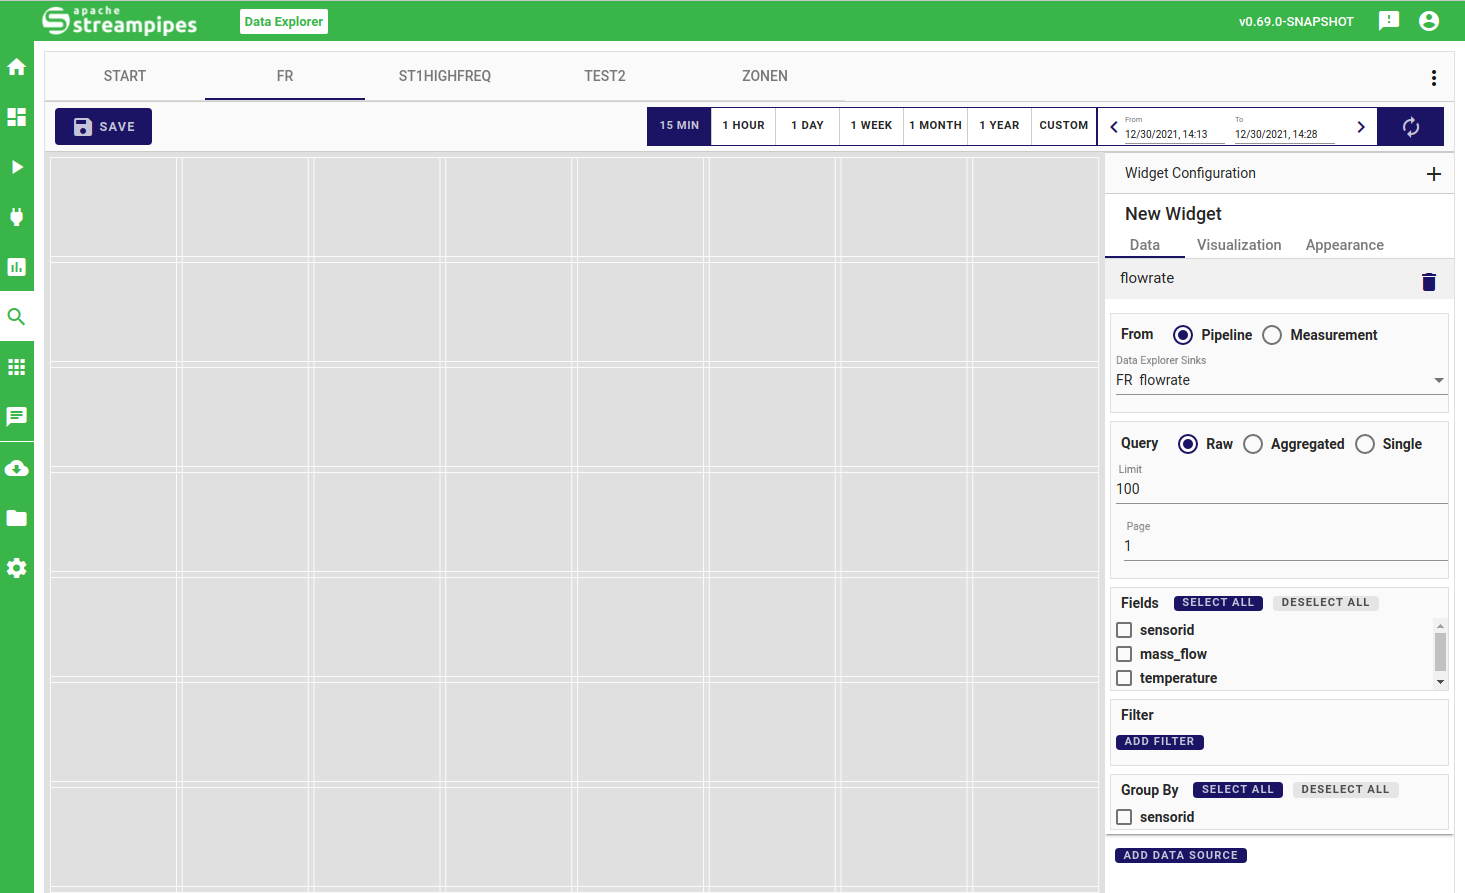 apache
streampipes
Data Explorer
v0.69.0-SNAPSHOT
START FR ST1HIGHFREQ TEST2 ZONEN
SAVE
15 MIN 1 HOUR 1 DAY 1 WEEK 1 MONTH 1 YEAR CUSTOM
From To
12/30/2021, 14:13 12/30/2021, 14:28
Widget Configuration
New Widget
Data Visualization Appearance
flowrate
From Pipeline Measurement
Data Explorer Sinks
FR flowrate
Query Raw Aggregated Single
Limit
100
Page
1
Fields SELECT ALL DESELECT ALL
sensorid
mass_flow
temperature
Filter
ADD FILTER
Group By SELECT ALL DESELECT ALL
sensorid
ADD DATA SOURCE